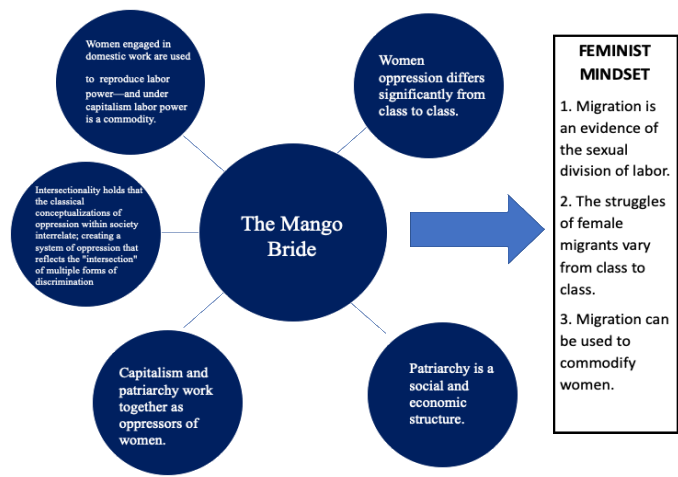 Women engaged in
domestic work are used
to reproduce labor
power—and under
capitalism labor power
is a commodity.
Women
oppression differs
significantly from
class to class.
Intersectionality holds that
the classical
conceptualizations of
oppression within society
interrelate; creating a
system of oppression that
reflects the "intersection"
of multiple forms of
discrimination
The Mango
Bride
Capitalism and
patriarchy work
together as
oppressors of
women.
Patriarchy is a
social and
economic
structure.
FEMINIST
MINDSET
1. Migration is
an evidence of
the sexual
division of labor.
2. The struggles
of female
migrants vary
from class to
class.
3. Migration can
be used to
commodify
women.